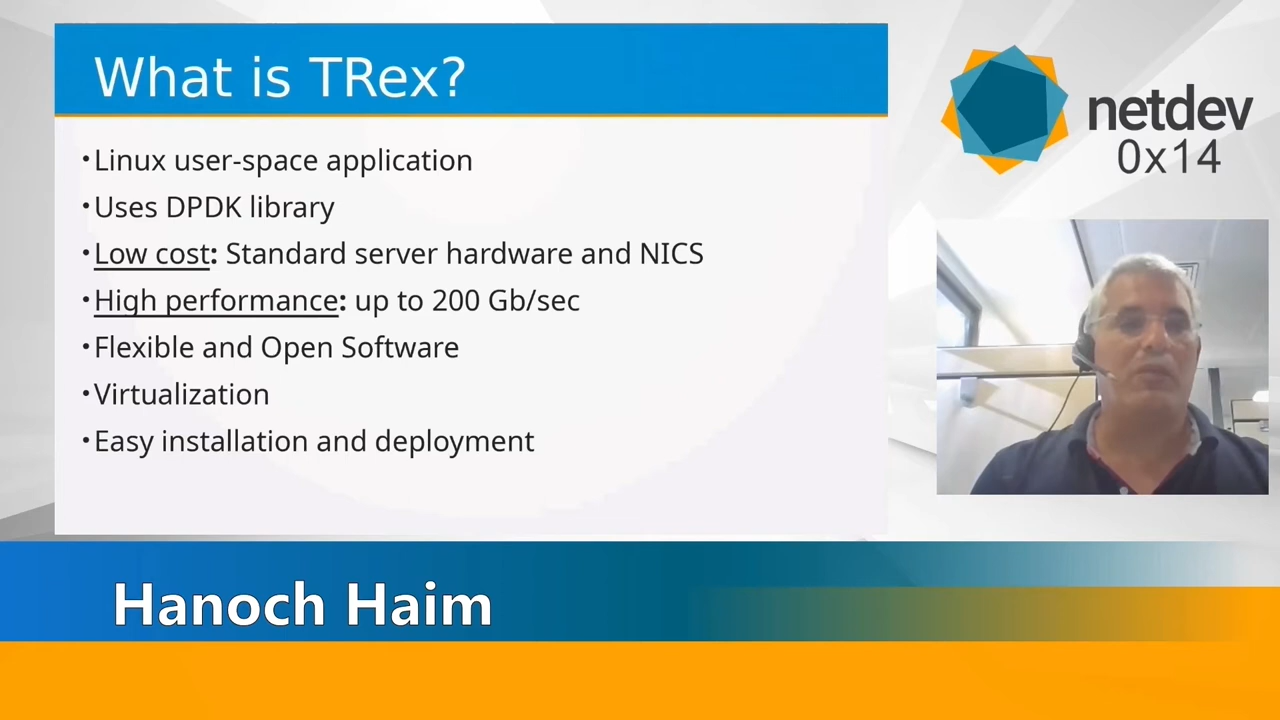 What is TRex?
•Linux user-space application
•Uses DPDK library
•Low cost: Standard server hardware and NICS
•High performance: up to 200 Gb/sec
•Flexible and Open Software
•Virtualization
•Easy installation and deployment
netdev
0x14
Hanoch Haim